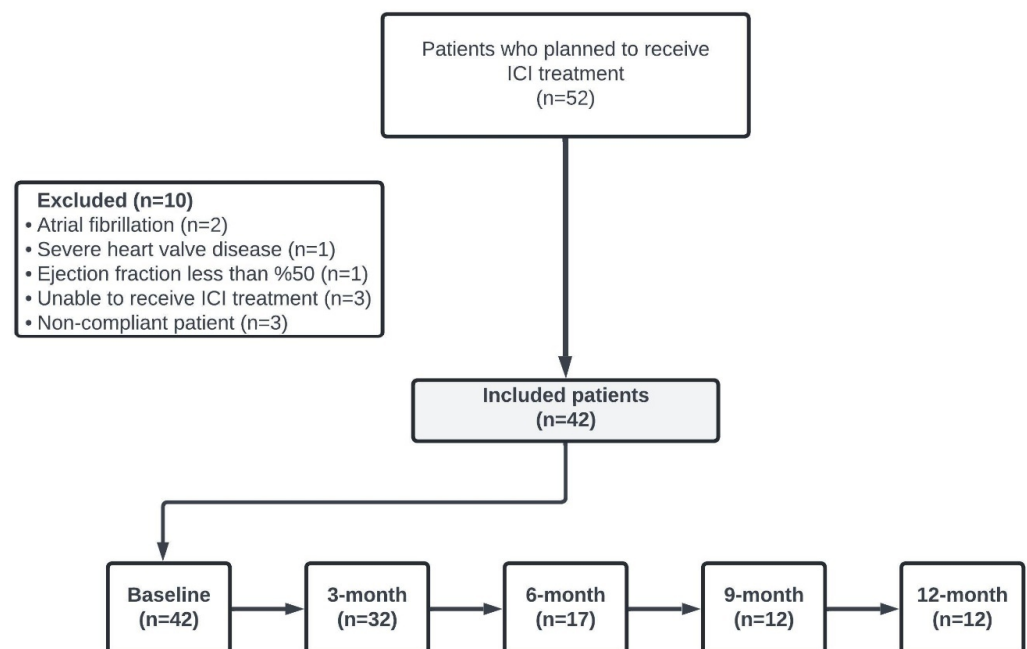 Patients who planned to receive
ICI treatment
(n=52)
Excluded (n=10)
• Atrial fibrillation (n=2)
• Severe heart valve disease (n=1)
• Ejection fraction less than %50 (n=1)
• Unable to receive ICI treatment (n=3)
• Non-compliant patient (n=3)
Included patients
(n=42)
Baseline
(n=42)
3-month
(n=32)
6-month
(n=17)
9-month
(n=12)
12-month
(n=12)